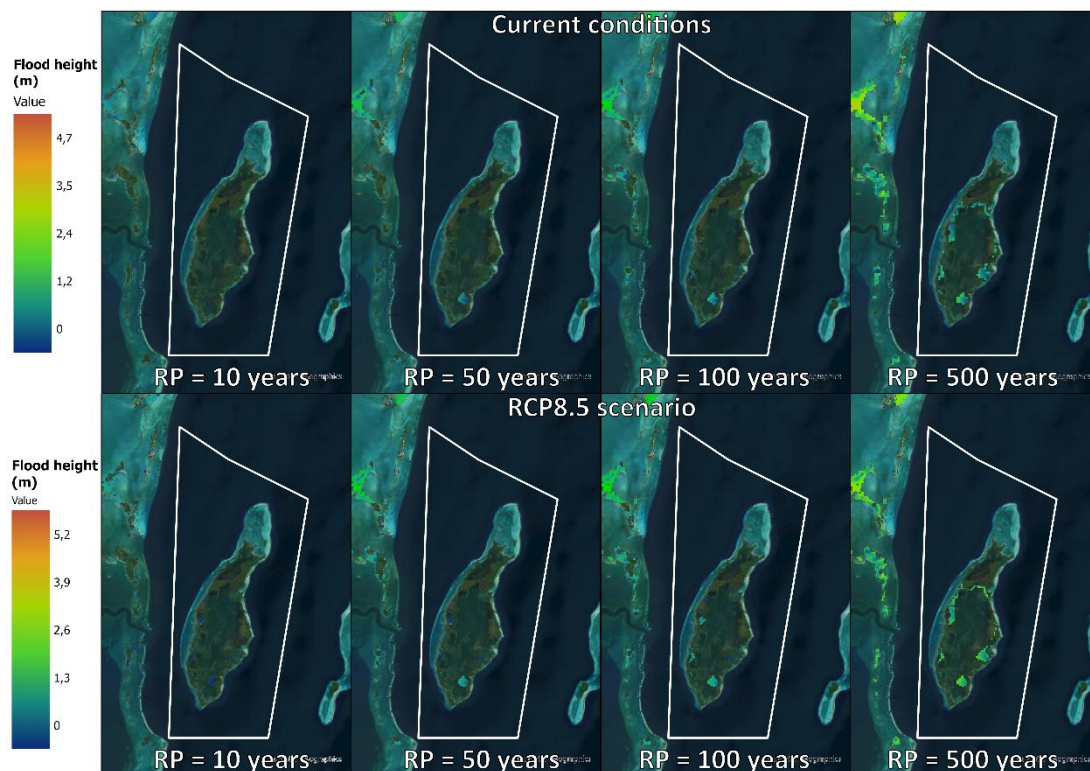 Current conditions
Flood height
(m)
Value
4,7
3,5
2,4
1,2
0
RP = 10 years
RP = 50 years
RP = 100 years
RP = 500 years
RCP8.5 scenario
Flood height
(m)
Value
5,2
3,9
2,6
1,3
0
RP = 10 years
RP = 50 years
RP = 100 years
RP = 500 years